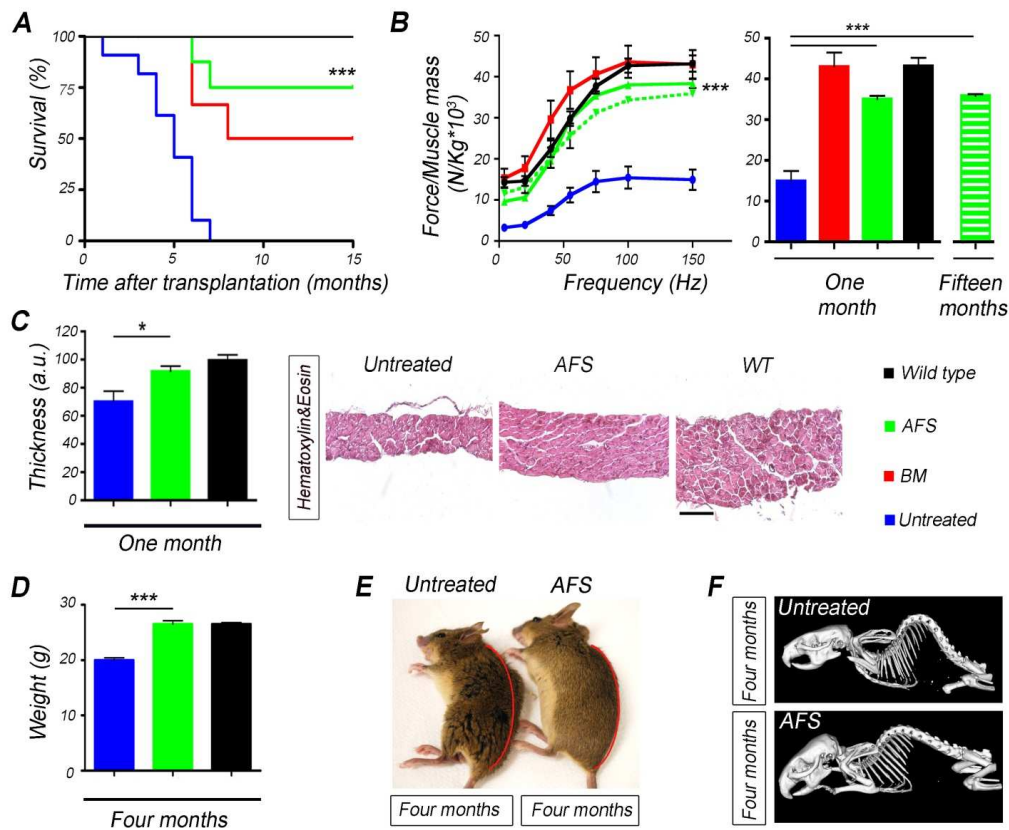 A
Survival (%)
100
75
50
25
0
***
0 5 10 15
Time after transplantation (months)
B
Force/Muscle mass
(N/Kg*10³)
50
40
30
20
10
0
***
0 50 100 150
Frequency (Hz)
50
40
30
20
10
0
***
One
month
Fifteen
months
C
Thickness (a.u.)
120
100
80
60
40
20
0
*
One month
Hematoxylin&Eosin
Untreated AFS WT
Wild type
AFS
BM
Untreated
D
Weight (g)
30
20
10
0
***
Four months
E
Untreated AFS
Four months Four months
F
Four months
Untreated
Four months
AFS